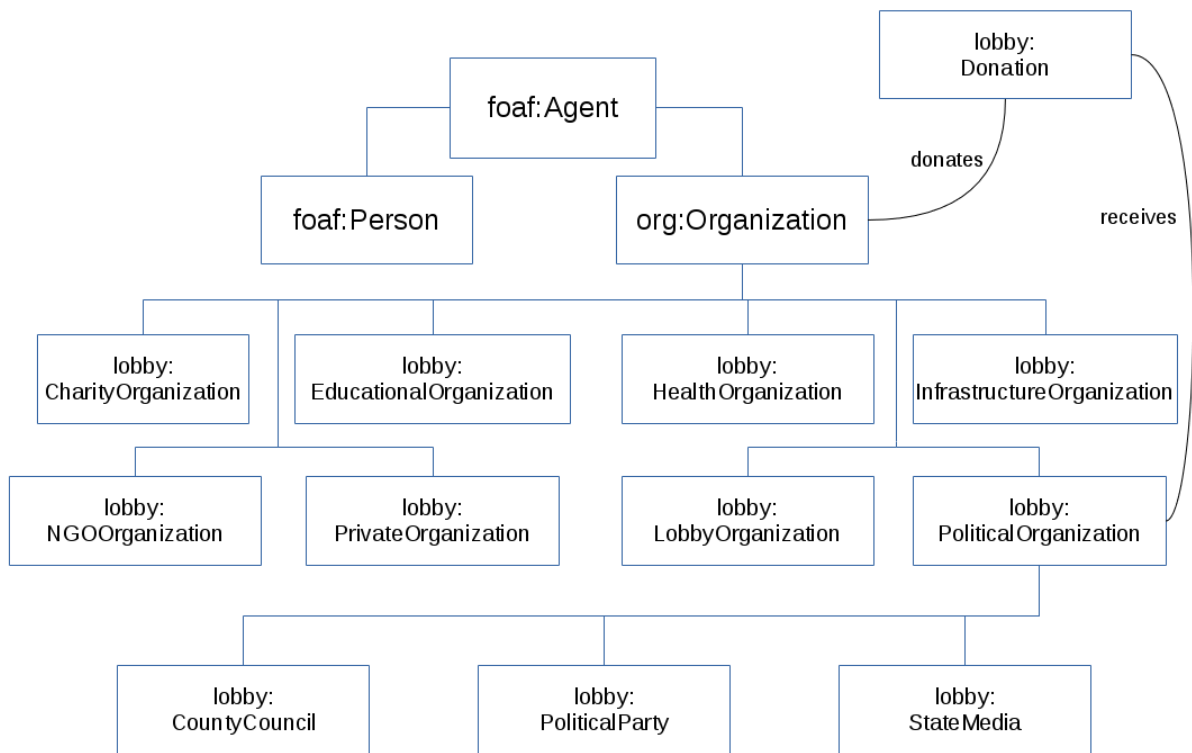 lobby:
Donation
foaf:Agent
donates
foaf:Person
org:Organization
receives
lobby:
CharityOrganization
lobby:
EducationalOrganization
lobby:
HealthOrganization
lobby:
InfrastructureOrganization
lobby:
NGOOrganization
lobby:
PrivateOrganization
lobby:
LobbyOrganization
lobby:
PoliticalOrganization
lobby:
CountyCouncil
lobby:
PoliticalParty
lobby:
StateMedia